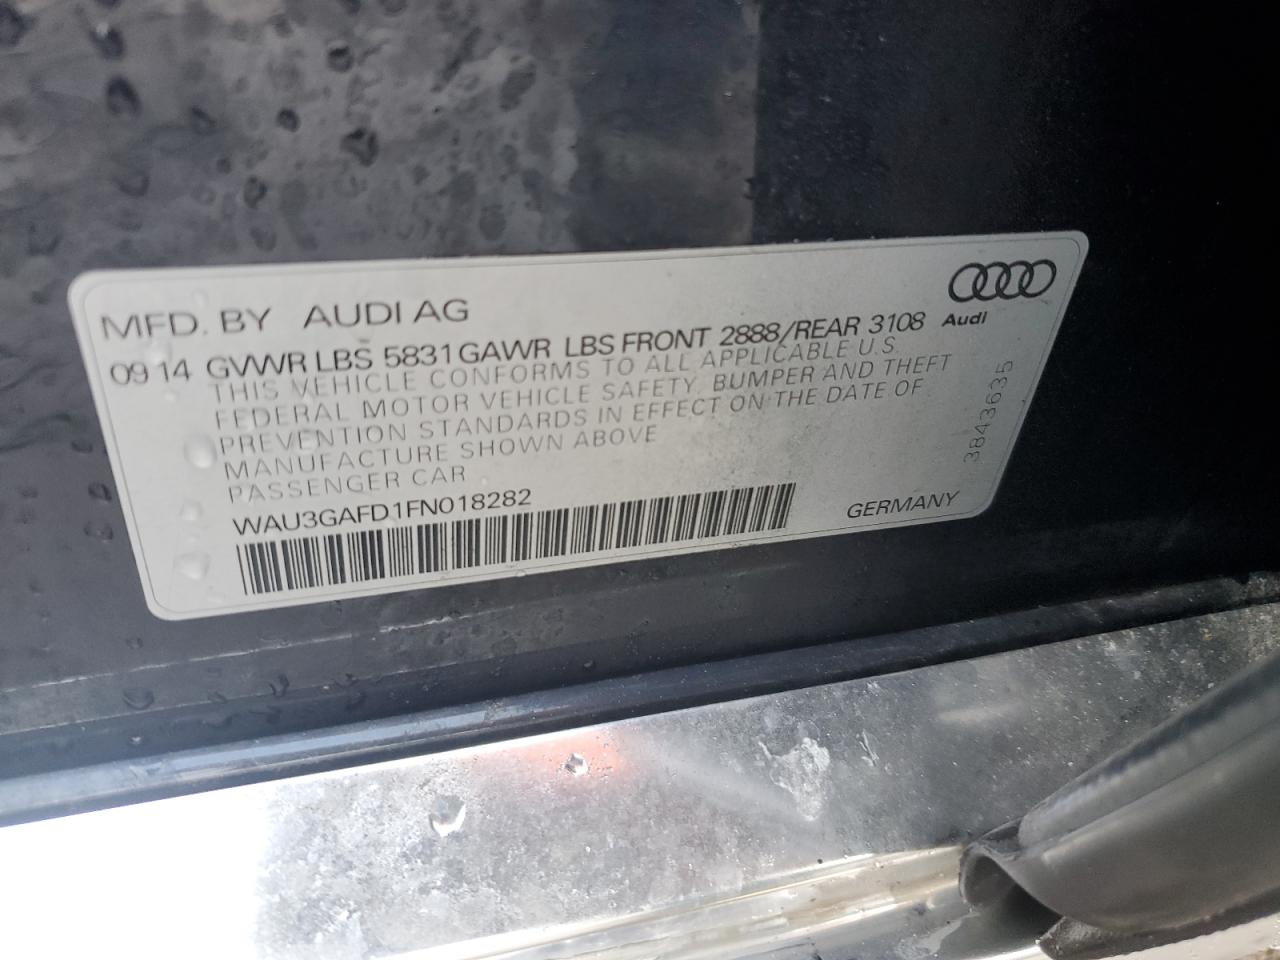 MFD. BY AUDI AG
09 14 GVWR LBS 5831 GAWR LBS FRONT 2888/REAR 3108
Audi
THIS VEHICLE CONFORMS TO ALL APPLICABLE U.S.
FEDERAL MOTOR VEHICLE SAFETY, BUMPER AND THEFT
PREVENTION STANDARDS IN EFFECT ON THE DATE OF
MANUFACTURE SHOWN ABOVE
PASSENGER CAR
WAU3GAFD1FN018282
GERMANY
3843635